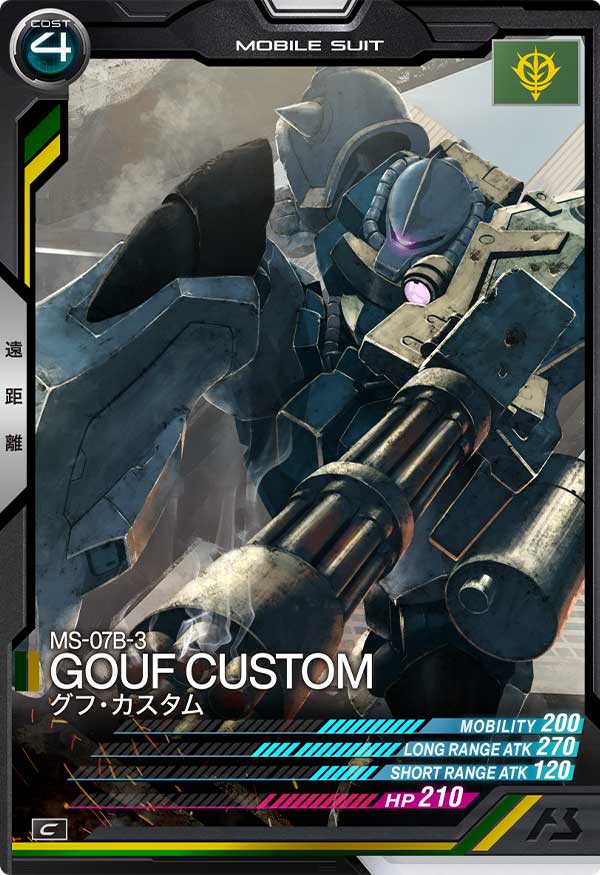 COST
4
MOBILE SUIT
遠距離
MS-07B-3
GOUF CUSTOM
グフ・カスタム
MOBILITY 200
LONG RANGE ATK 270
SHORT RANGE ATK 120
HP 210
C